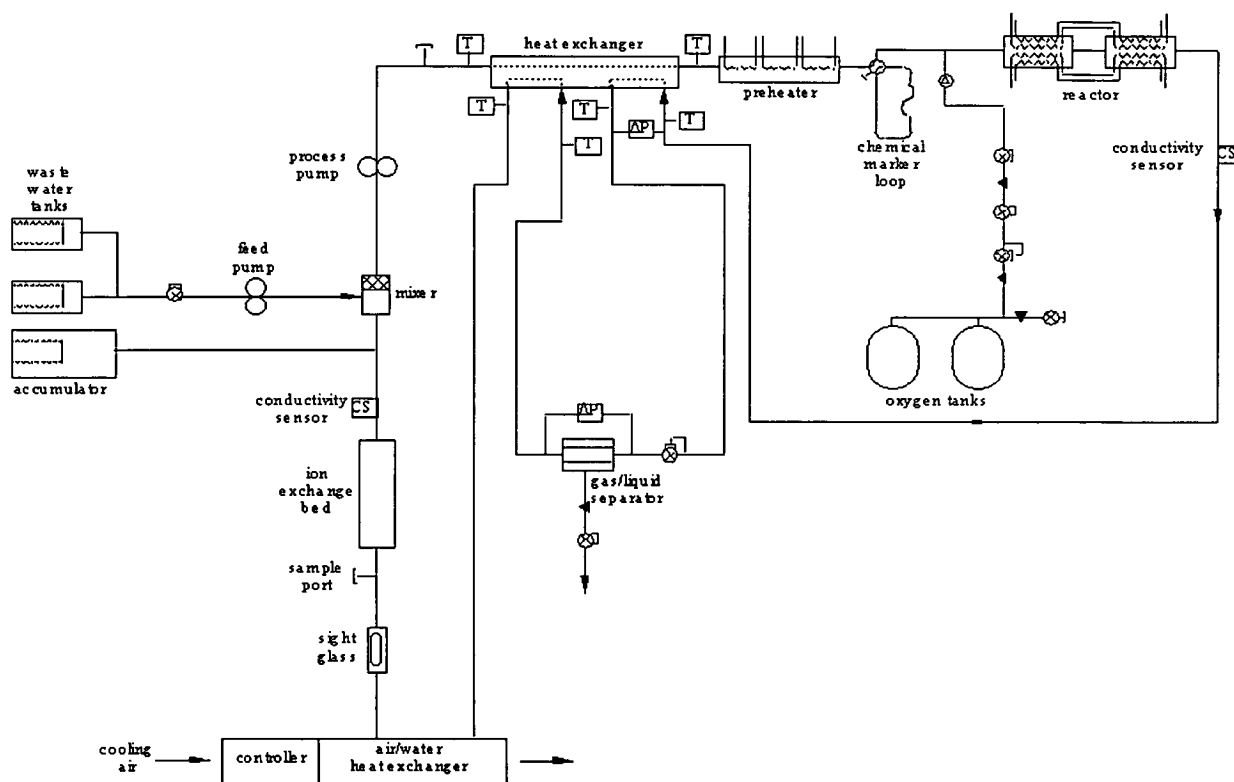 T
heat exchanger
T
preheater
reactor
T
T
ΔP
T
T
process
pump
chemical
marker
loop
conductivity
sensor
CS
waste
water
tanks
feed
pump
mixer
accumulator
oxygen tanks
conductivity
sensor
CS
ΔP
gas/liquid
separator
ion
exchange
bed
sample
port
sight
glass
cooling
air
controller
air/water
heat exchanger